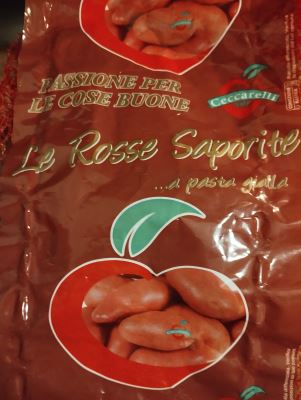 PASSIONE PER
LE COSE BUONE
Ceccarelli
Le Rosse Saporite
...a pasta gialla